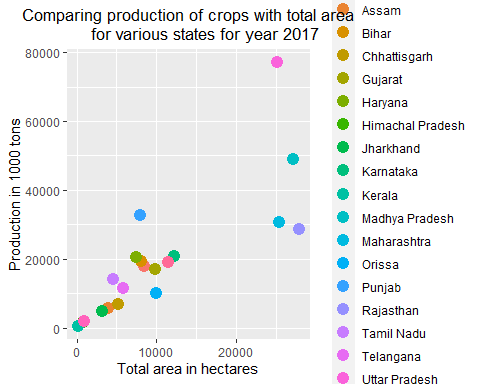 Comparing production of crops with total area
for various states for year 2017
80000
60000
40000
20000
0
Production in 1000 tons
0
10000
20000
Total area in hectares
Assam
Bihar
Chhattisgarh
Gujarat
Haryana
Himachal Pradesh
Jharkhand
Karnataka
Kerala
Madhya Pradesh
Maharashtra
Orissa
Punjab
Rajasthan
Tamil Nadu
Telangana
Uttar Pradesh